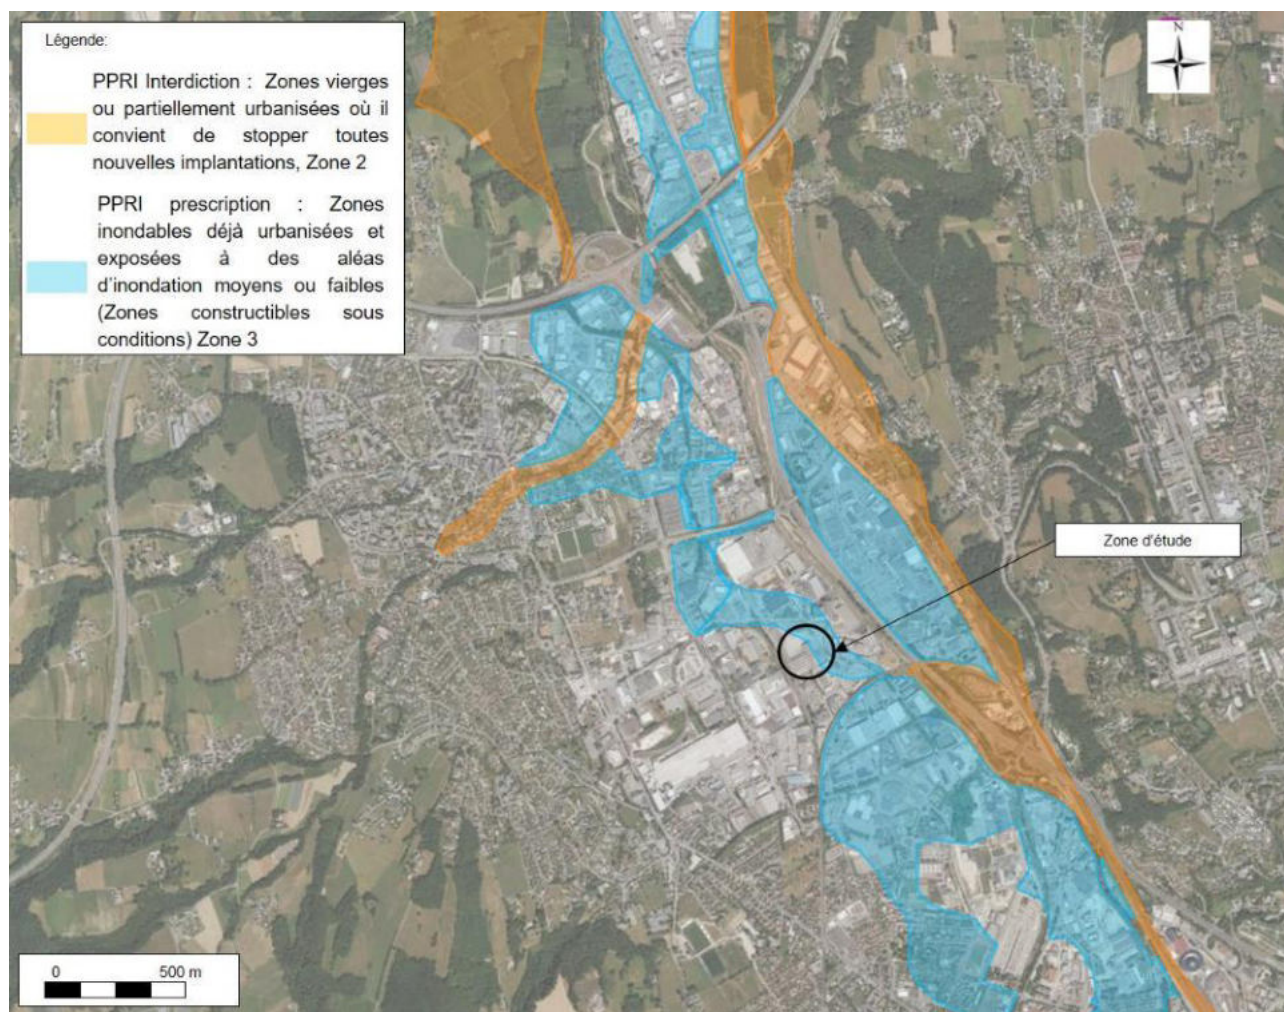 Légende:
PPRI Interdiction : Zones vierges
ou partiellement urbanisées où il
convient de stopper toutes
nouvelles implantations, Zone 2
PPRI prescription : Zones
inondables déjà urbanisées et
exposées à des aléas
d'inondation moyens ou faibles
(Zones constructibles sous
conditions) Zone 3
N
Zone d'étude
0 500 m